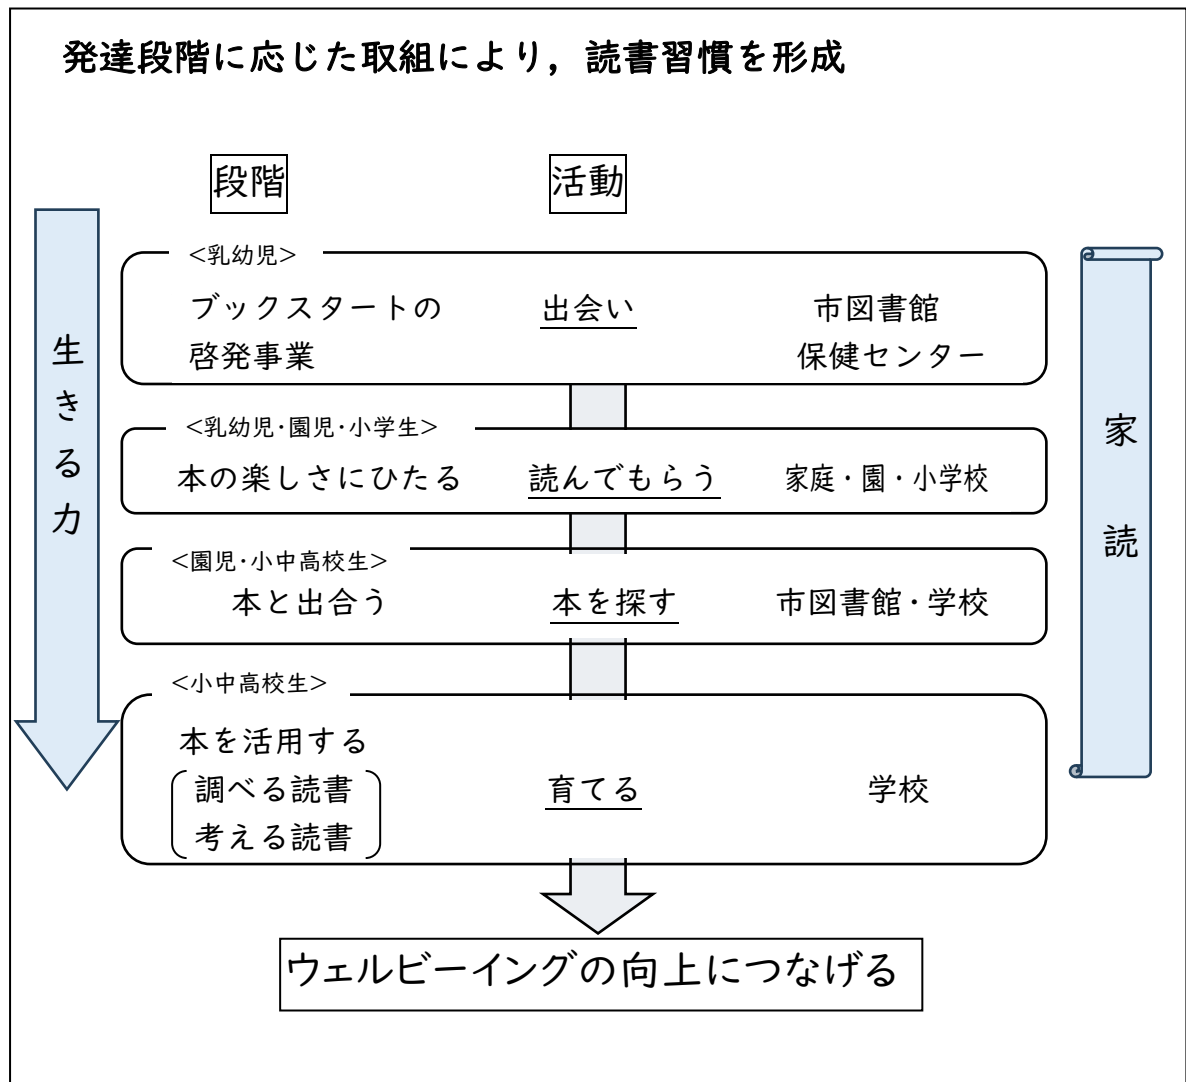 発達段階に応じた取組により，読書習慣を形成
段階
活動
生きる力
<乳幼児>
ブックスタートの
啓発事業
出会い
市図書館
保健センター
<乳幼児・園児・小学生>
本の楽しさにひたる
読んでもらう
家庭・園・小学校
<園児・小中高校生>
本と出合う
本を探す
市図書館・学校
<小中高校生>
本を活用する
調べる読書
考える読書
育てる
学校
家読
ウェルビーイングの向上につなげる